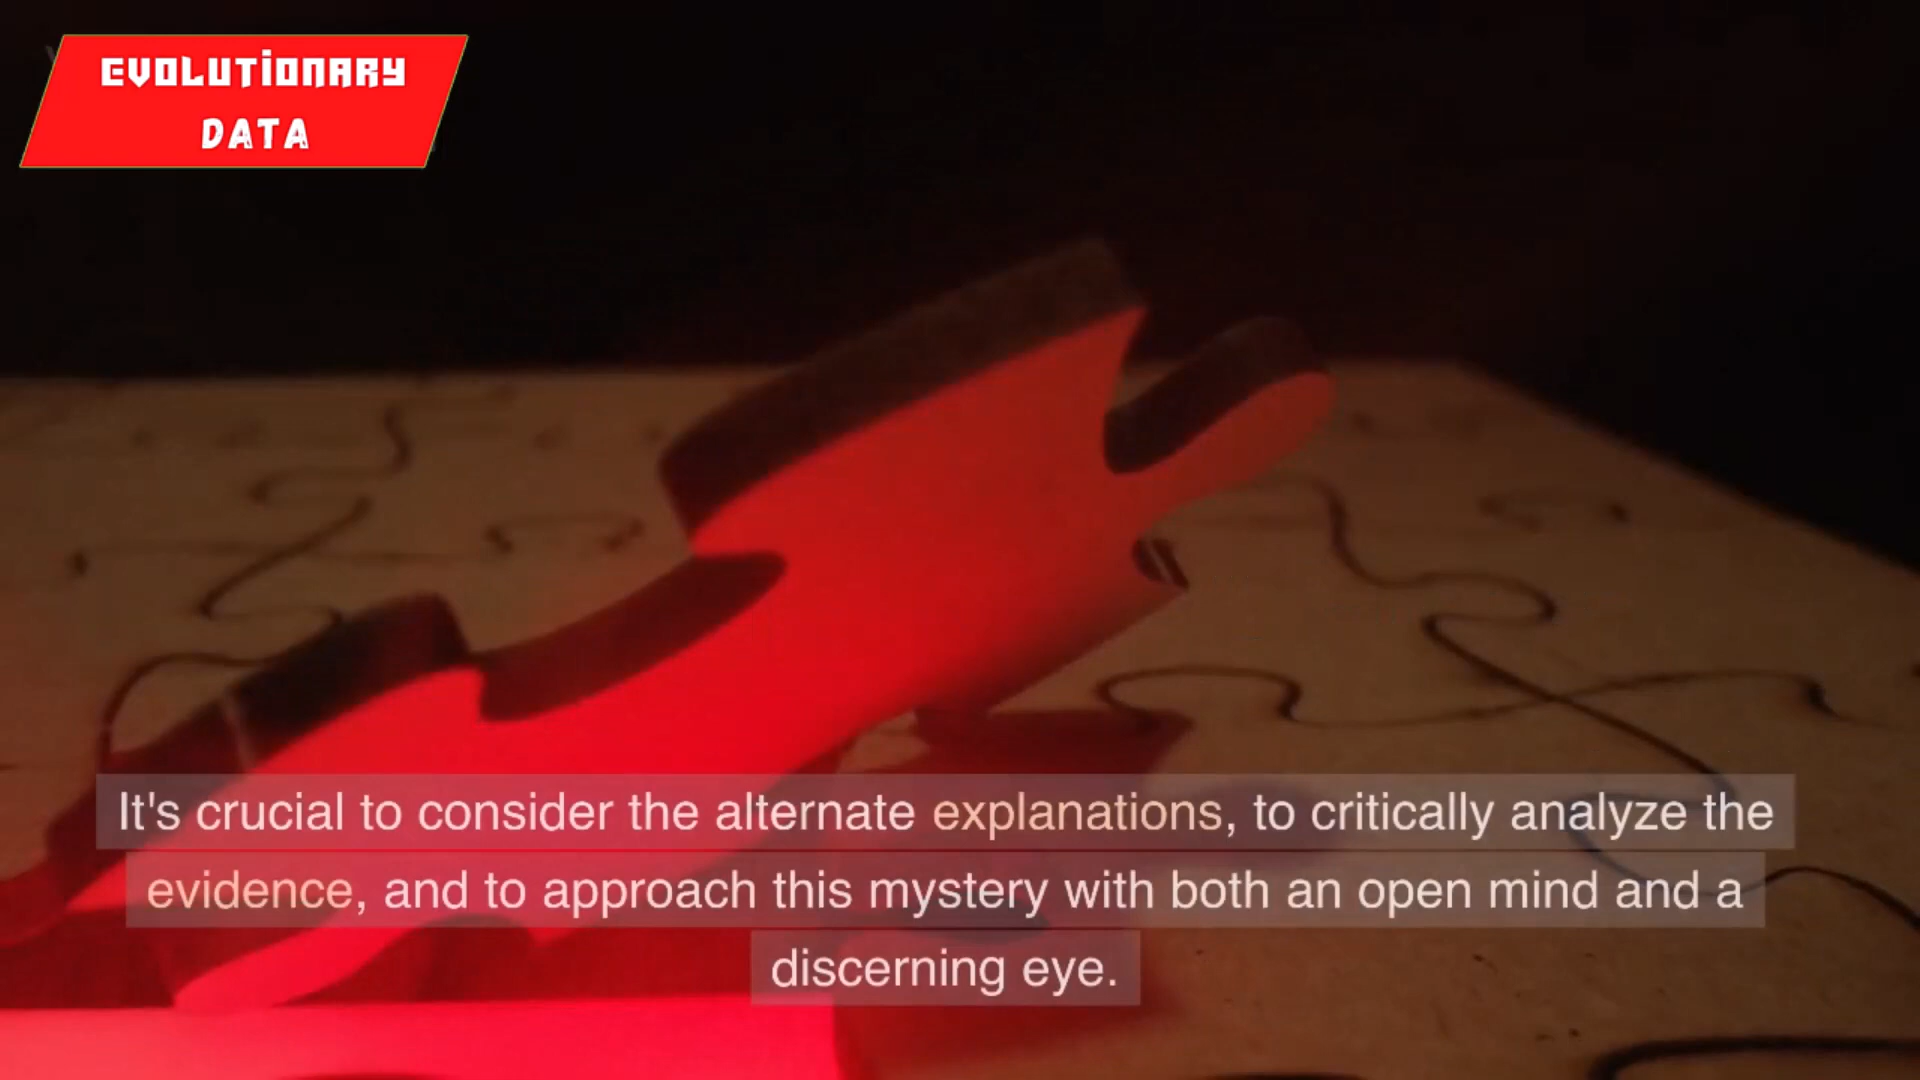 EVOLUTIONARY
DATA
It's crucial to consider the alternate explanations, to critically analyze the
evidence, and to approach this mystery with both an open mind and a
discerning eye.